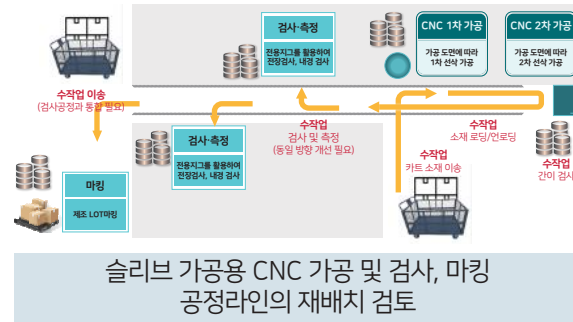 검사·측정
전용지그를 활용하여
전장검사, 내경 검사
CNC 1차 가공
가공 도면에 따라
1차 선삭 가공
CNC 2차 가공
가공 도면에 따라
2차 선삭 가공
수작업 이송
(검사공정과 통합 필요)
검사·측정
전용지그를 활용하여
전장검사, 내경 검사
수작업
검사 및 측정
(동일 방향 개선 필요)
수작업
소재 로딩/언로딩
수작업
카트 소재 이송
수작업
간이 검사
마킹
제조 LOT마킹
슬리브 가공용 CNC 가공 및 검사, 마킹
공정라인의 재배치 검토